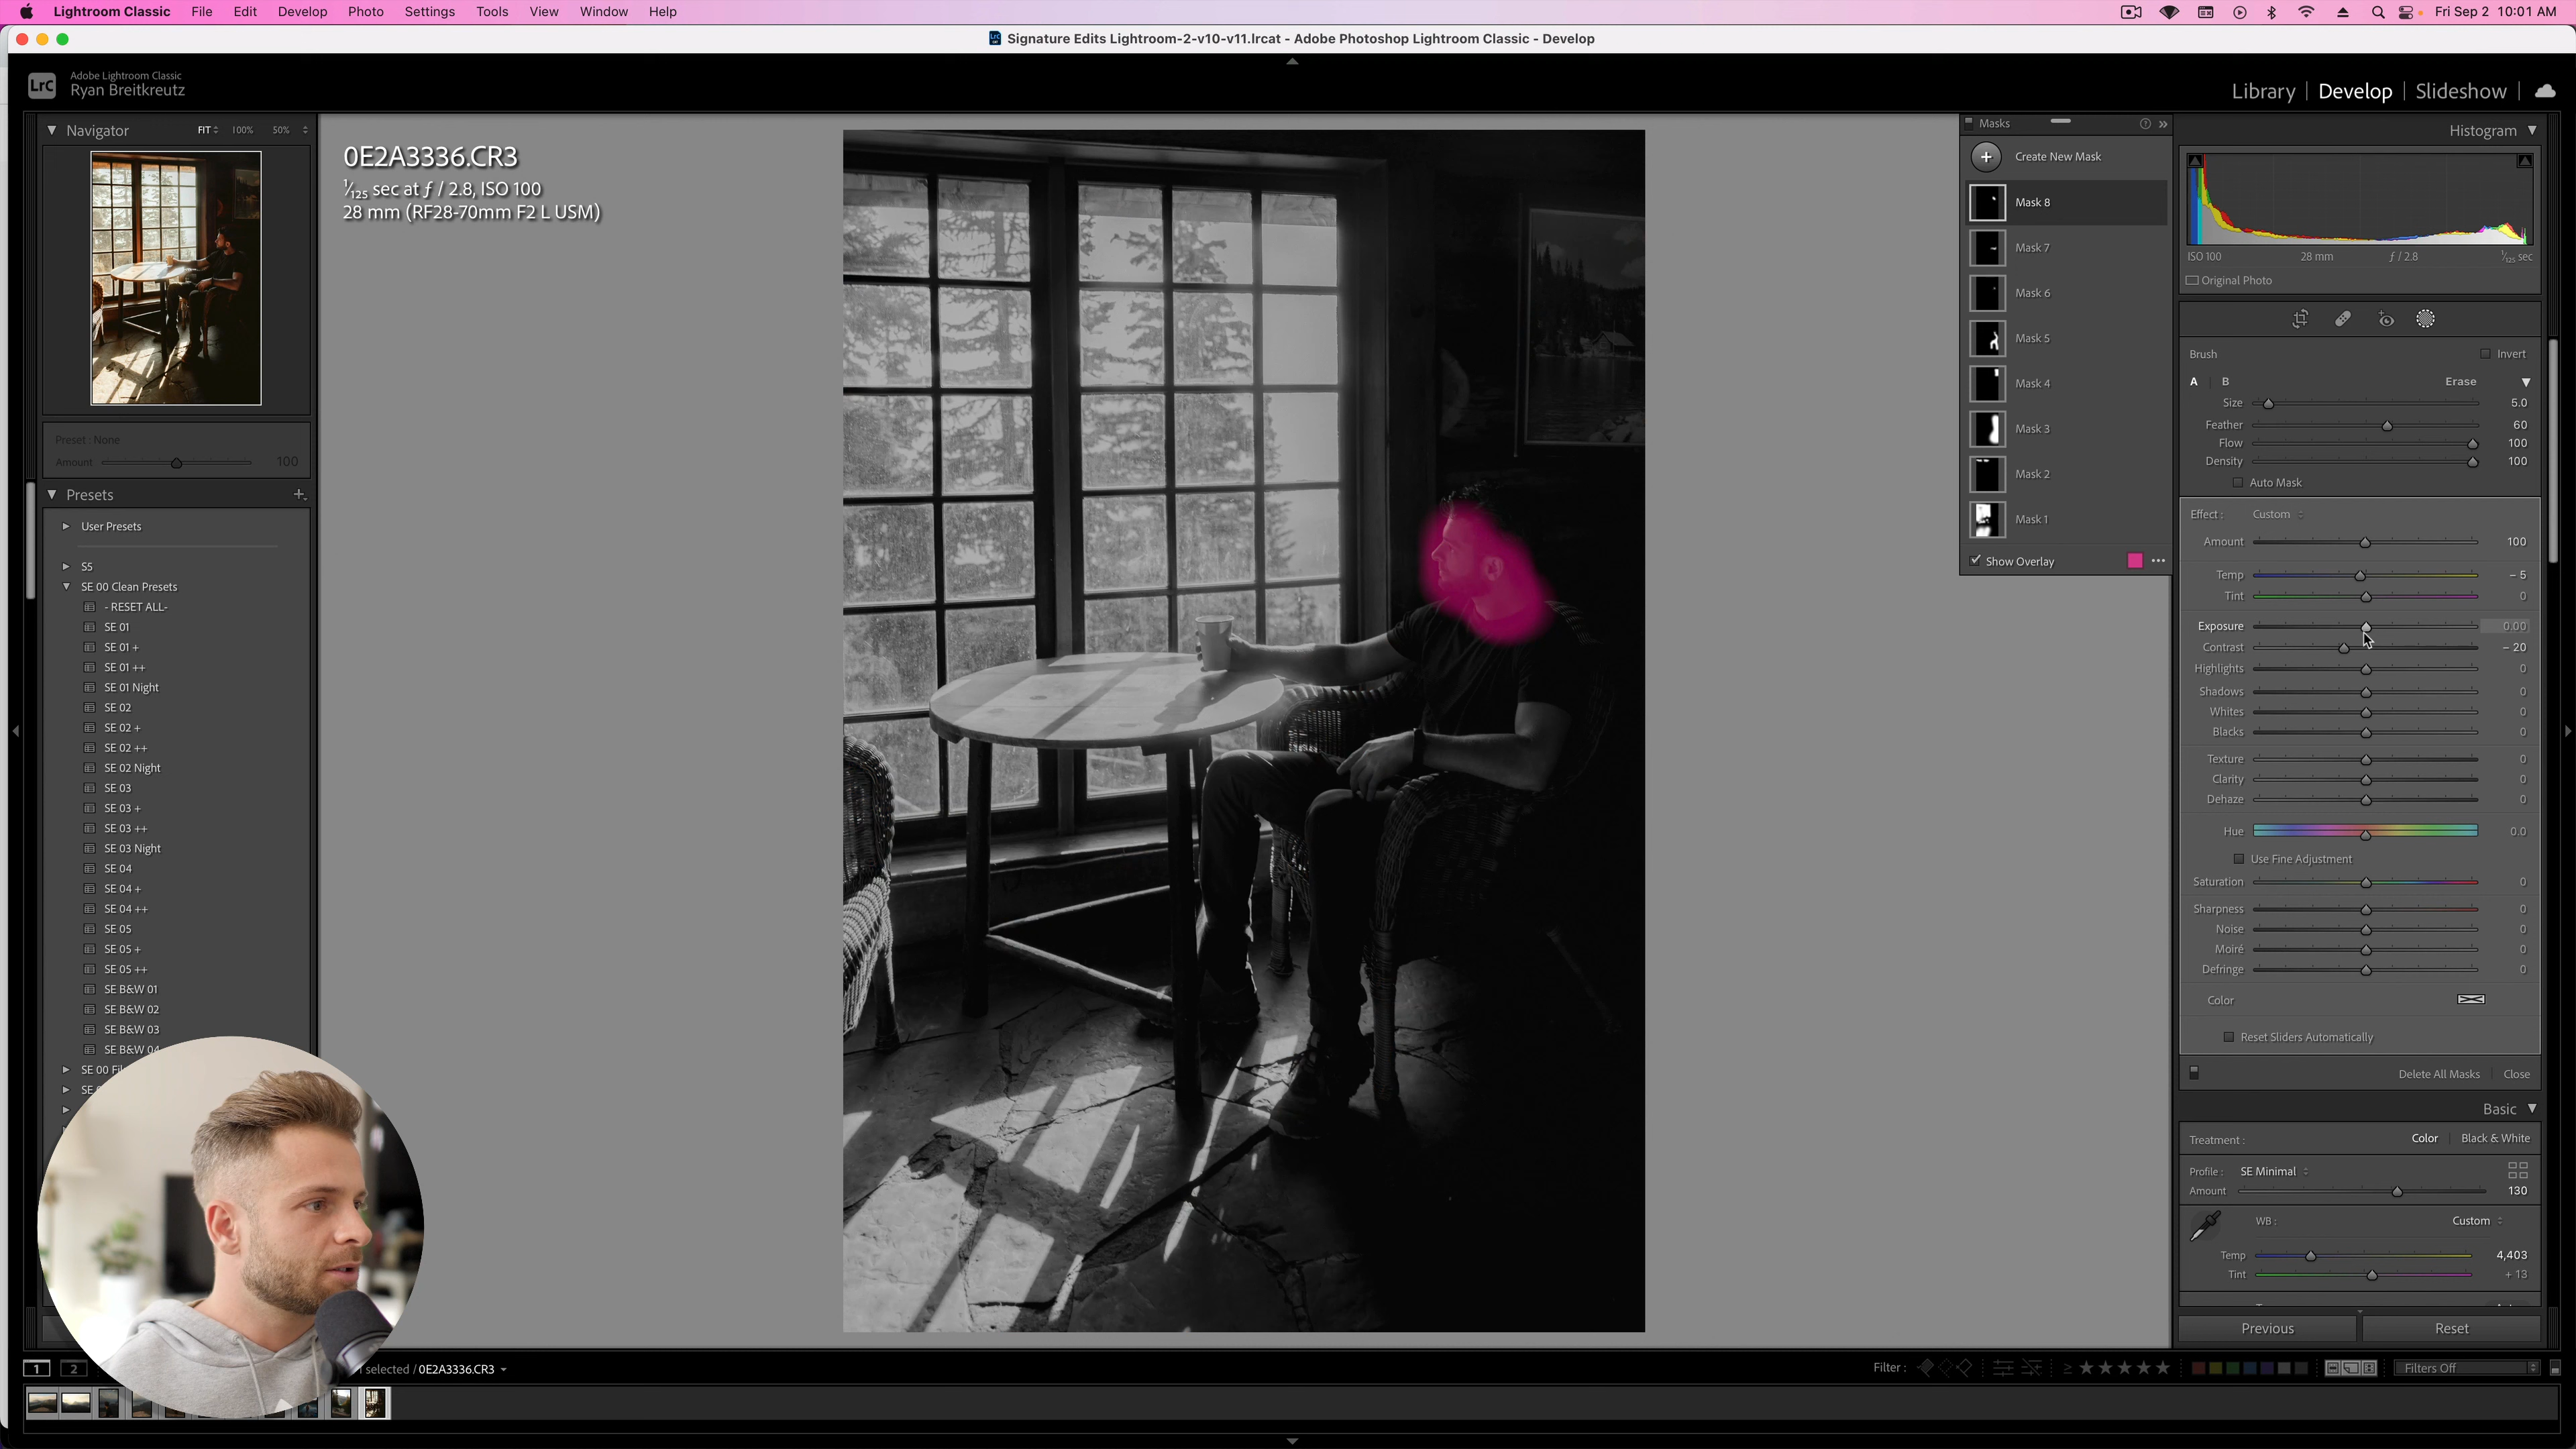 Lightroom Classic File Edit Develop Photo Settings Tools View Window Help Fri Sep 2 10:01 AM
Signature Edits Lightroom-2-v10-v11.lrcat - Adobe Photoshop Lightroom Classic - Develop
LrC Adobe Lightroom Classic
Ryan Breitkreutz
Library | Develop | Slideshow |
Navigator FIT 100% 50%
Preset : None
Amount 100
Presets
User Presets
S5
SE 00 Clean Presets
- RESET ALL-
SE 01
SE 01 +
SE 01 ++
SE 01 Night
SE 02
SE 02 +
SE 02 ++
SE 02 Night
SE 03
SE 03 +
SE 03 ++
SE 03 Night
SE 04
SE 04 +
SE 04 ++
SE 05
SE 05 +
SE 05 ++
SE B&W 01
SE B&W 02
SE B&W 03
SE B&W 04
SE 00
SE
0E2A3336.CR3
1/125 sec at ƒ / 2.8, ISO 100
28 mm (RF28-70mm F2 L USM)
Masks
Create New Mask
Mask 8
Mask 7
Mask 6
Mask 5
Mask 4
Mask 3
Mask 2
Mask 1
Show Overlay
Histogram
ISO 100 28 mm ƒ / 2.8 1/125 sec
Original Photo
Brush Invert
A B Erase
Size 5.0
Feather 60
Flow 100
Density 100
Auto Mask
Effect : Custom
Amount 100
Temp – 5
Tint 0
Exposure 0.00
Contrast – 20
Highlights 0
Shadows 0
Whites 0
Blacks 0
Texture 0
Clarity 0
Dehaze 0
Hue 0.0
Use Fine Adjustment
Saturation 0
Sharpness 0
Noise 0
Moiré 0
Defringe 0
Color
Reset Sliders Automatically
Delete All Masks Close
Basic
Treatment : Color | Black & White
Profile : SE Minimal
Amount 130
WB : Custom
Temp 4,403
Tint + 13
Previous Reset
1 2 selected / 0E2A3336.CR3 Filter : ≥ ★★★★★ Filters Off